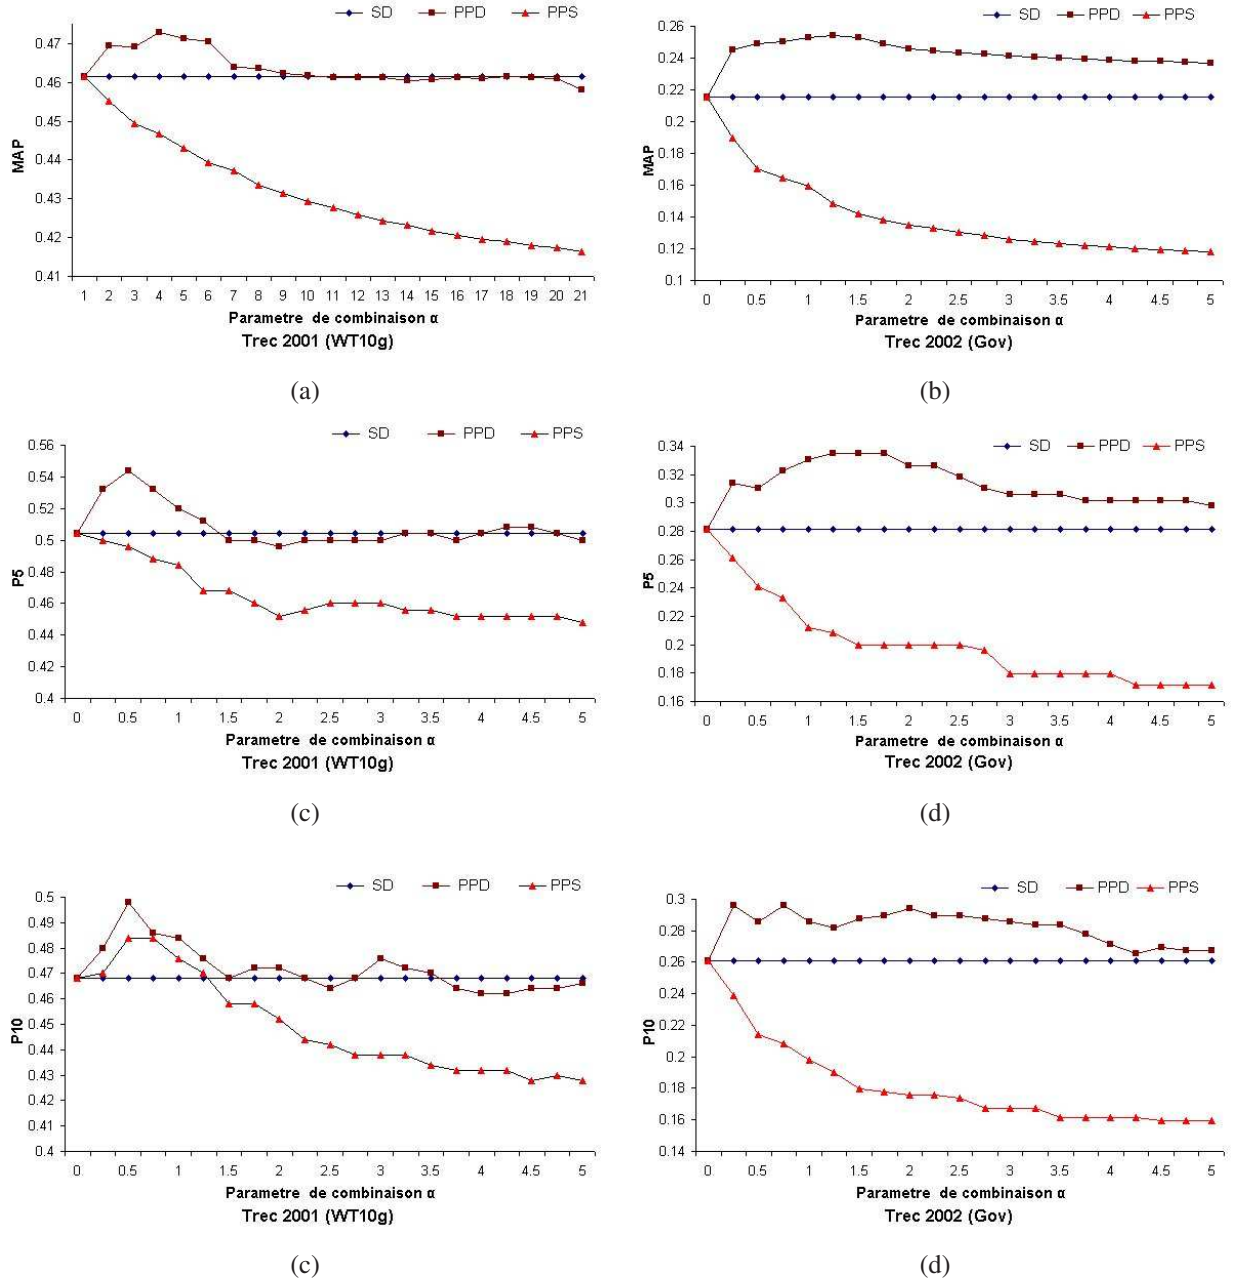 SD PPD PPS
0.47
0.46
0.45
0.44
0.43
0.42
0.41
MAP
1 2 3 4 5 6 7 8 9 10 11 12 13 14 15 16 17 18 19 20 21
Parametre de combinaison α
Trec 2001 (WT10g)
(a)
SD PPD PPS
0.26
0.24
0.22
0.2
0.18
0.16
0.14
0.12
0.1
MAP
0 0.5 1 1.5 2 2.5 3 3.5 4 4.5 5
Parametre de combinaison α
Trec 2002 (Gov)
(b)
SD PPD PPS
0.56
0.54
0.52
0.5
0.48
0.46
0.44
0.42
0.4
P5
0 0.5 1 1.5 2 2.5 3 3.5 4 4.5 5
Parametre de combinaison α
Trec 2001 (WT10g)
(c)
SD PPD PPS
0.34
0.32
0.3
0.28
0.26
0.24
0.22
0.2
0.18
0.16
P5
0 0.5 1 1.5 2 2.5 3 3.5 4 4.5 5
Parametre de combinaison α
Trec 2002 (Gov)
(d)
SD PPD PPS
0.5
0.49
0.48
0.47
0.46
0.45
0.44
0.43
0.42
0.41
0.4
P10
0 0.5 1 1.5 2 2.5 3 3.5 4 4.5 5
Parametre de combinaison α
Trec 2001 (WT10g)
(c)
SD PPD PPS
0.3
0.28
0.26
0.24
0.22
0.2
0.18
0.16
0.14
P10
0 0.5 1 1.5 2 2.5 3 3.5 4 4.5 5
Parametre de combinaison α
Trec 2002 (Gov)
(d)